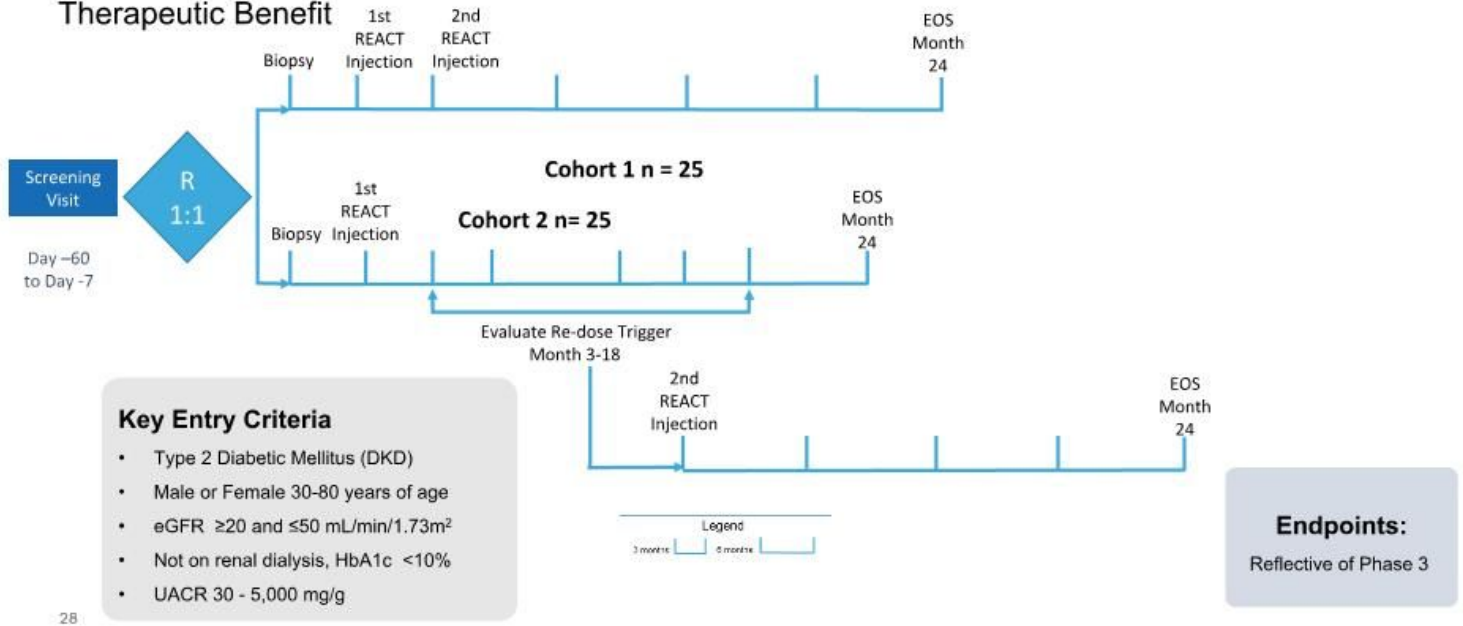 Therapeutic Benefit
1st
REACT
Injection
2nd
REACT
Injection
EOS
Month
24
Biopsy
Screening
Visit
Day –60
to Day -7
R
1:1
Cohort 1 n = 25
Cohort 2 n= 25
Biopsy
1st
REACT
Injection
EOS
Month
24
Evaluate Re-dose Trigger
Month 3-18
2nd
REACT
Injection
EOS
Month
24
Key Entry Criteria
• Type 2 Diabetic Mellitus (DKD)
• Male or Female 30-80 years of age
• eGFR ≥20 and ≤50 mL/min/1.73m²
• Not on renal dialysis, HbA1c <10%
• UACR 30 - 5,000 mg/g
Legend
3 months
6 months
Endpoints:
Reflective of Phase 3
28